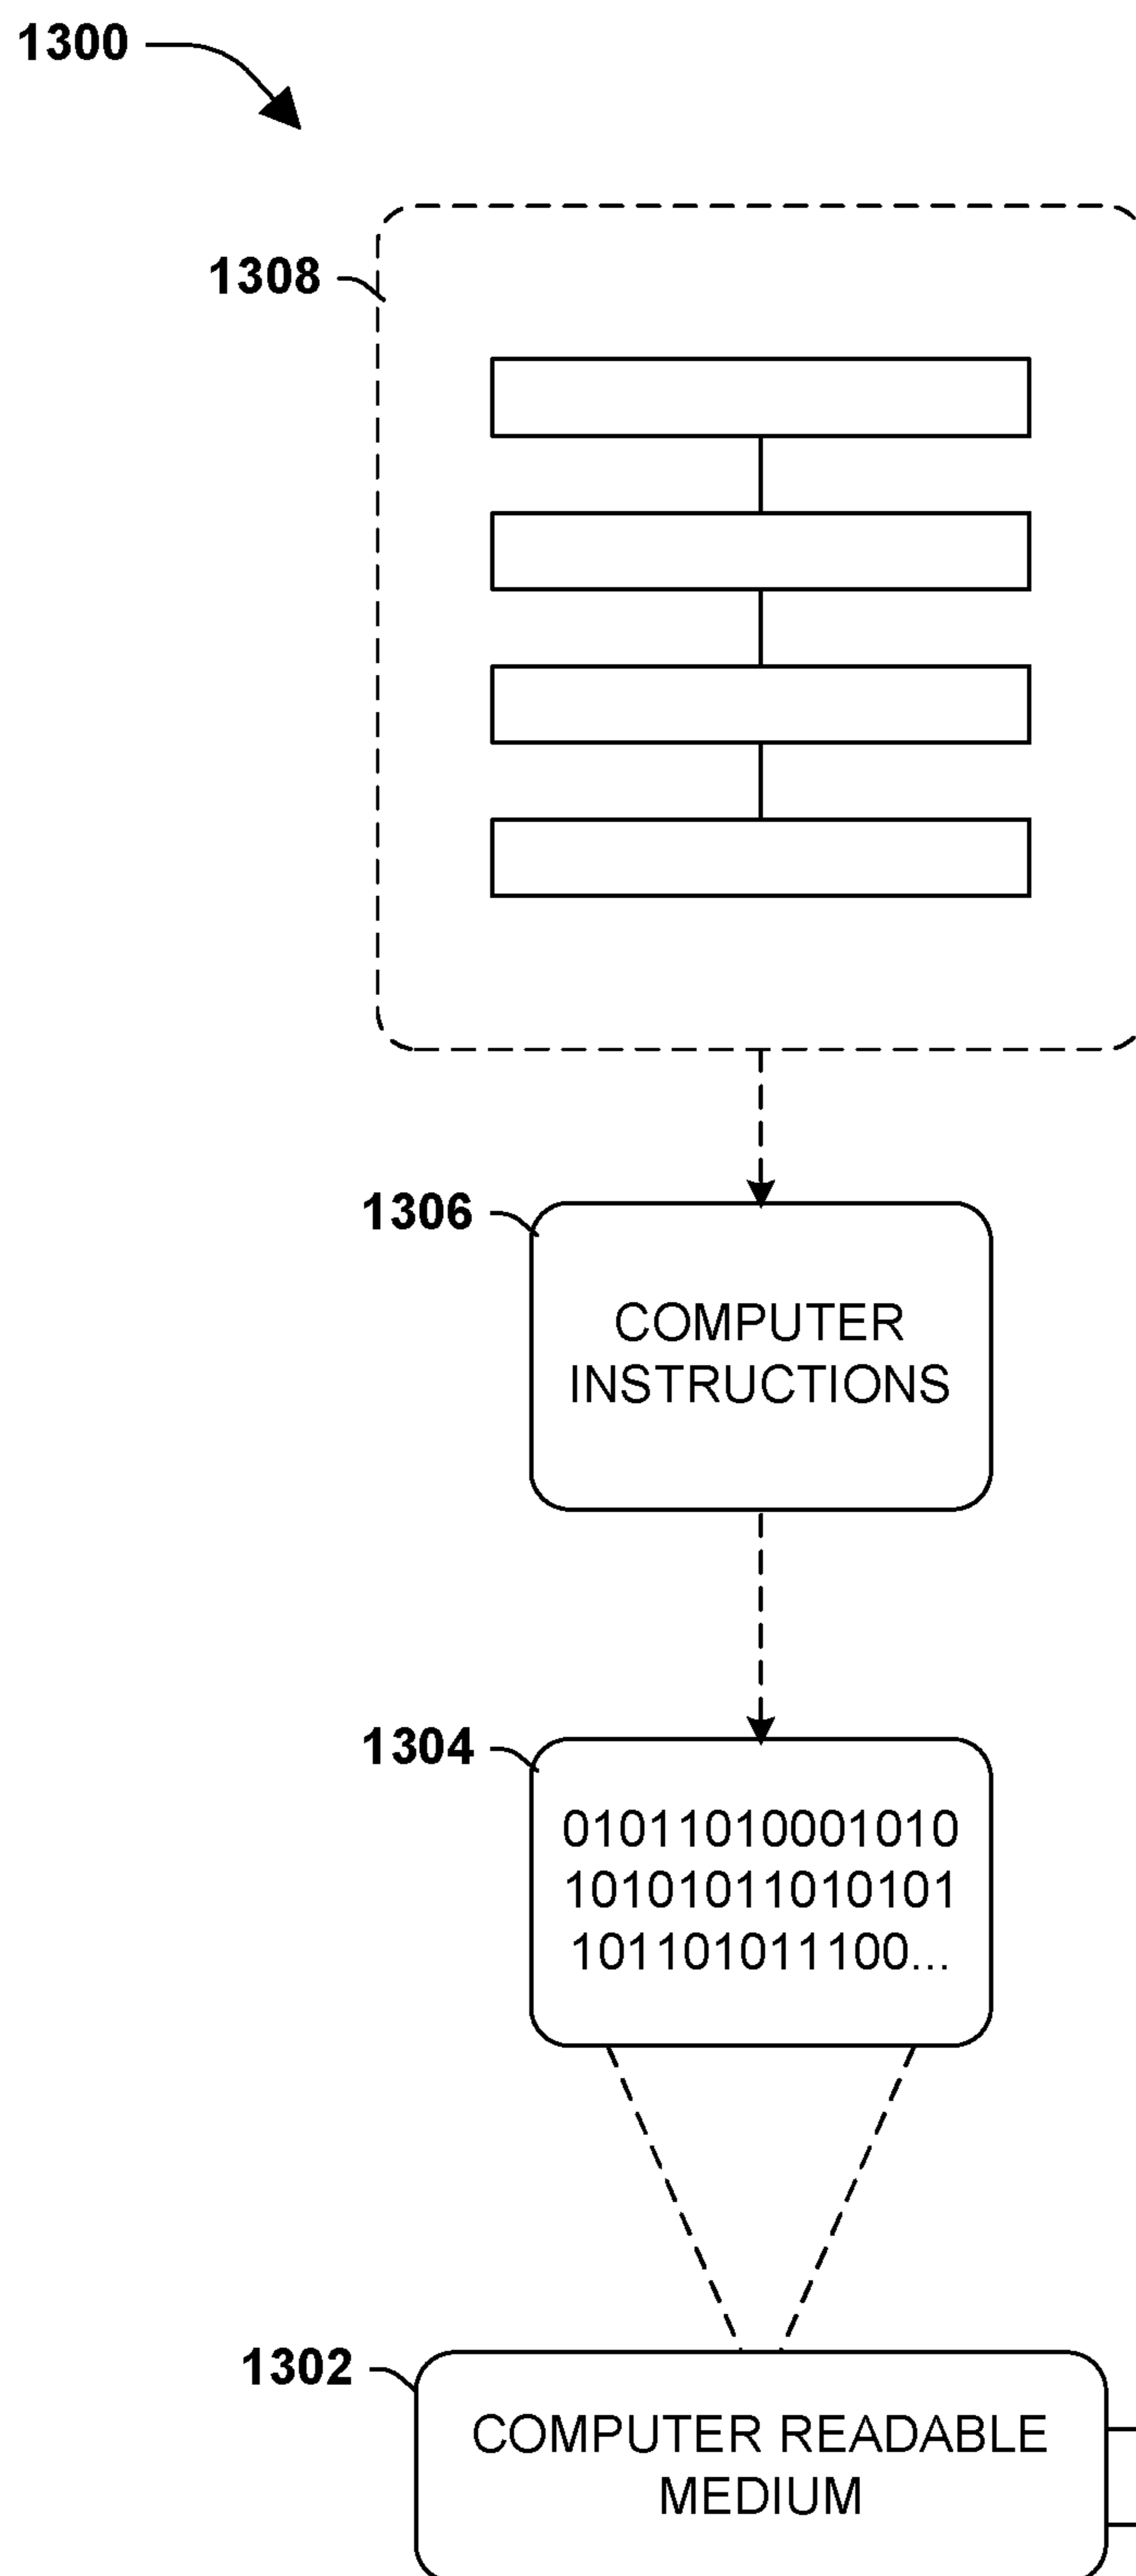 1300
1308
1306
COMPUTER
INSTRUCTIONS
1304
01011010001010
10101011010101
101101011100...
1302
COMPUTER READABLE
MEDIUM